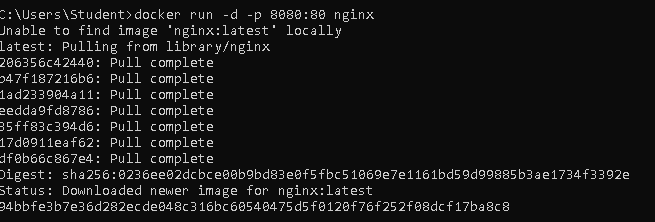 C:\Users\Student>docker run -d -p 8080:80 nginx
Unable to find image 'nginx:latest' locally
latest: Pulling from library/nginx
206356c42440: Pull complete
b47f187216b6: Pull complete
1ad233904a11: Pull complete
eedda9fd8786: Pull complete
35ff83c394d6: Pull complete
17d0911eaf62: Pull complete
df0b66c867e4: Pull complete
Digest: sha256:0236ee02dcbce00b9bd83e0f5fbc51069e7e1161bd59d99885b3ae1734f3392e
Status: Downloaded newer image for nginx:latest
94bbfe3b7e36d282ecde048c316bc60540475d5f0120f76f252f08dcf17ba8c8